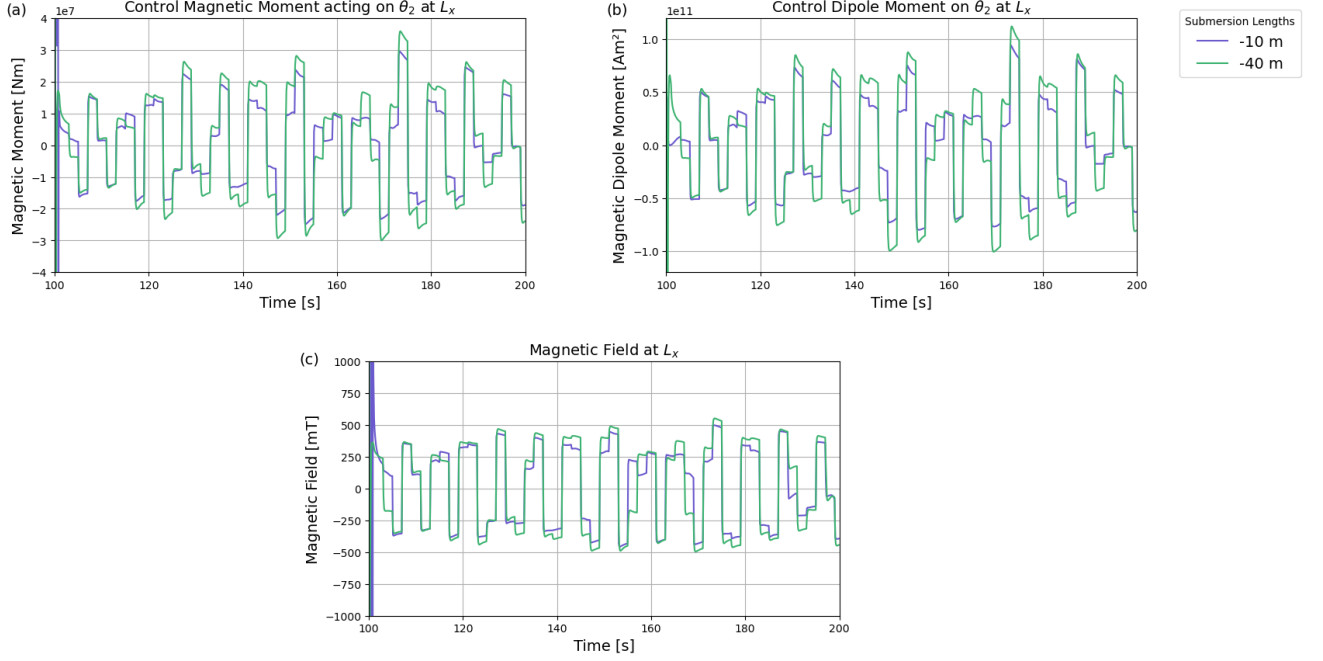 (a)
Control Magnetic Moment acting on θ₂ at Lₓ
1e7
4
3
2
1
0
−1
−2
−3
−4
Magnetic Moment [Nm]
100 120 140 160 180 200
Time [s]
(b)
Control Dipole Moment on θ₂ at Lₓ
1e11
1.0
0.5
0.0
−0.5
−1.0
Magnetic Dipole Moment [Am²]
100 120 140 160 180 200
Time [s]
Submersion Lengths
-10 m
-40 m
(c)
Magnetic Field at Lₓ
1000
750
500
250
0
−250
−500
−750
−1000
Magnetic Field [mT]
100 120 140 160 180 200
Time [s]